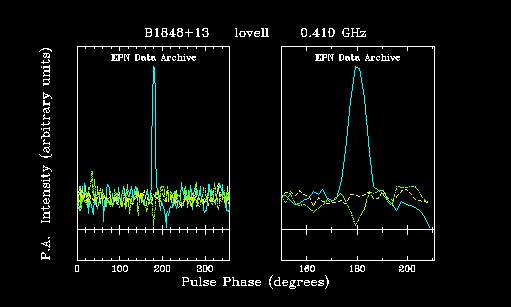 B1848+13 lovell 0.410 GHz
EPN Data Archive EPN Data Archive
P.A. Intensity (arbitrary units)
0 100 200 300 160 180 200
Pulse Phase (degrees)